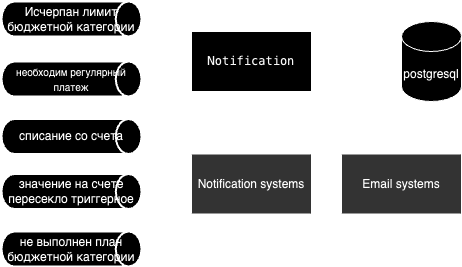 Исчерпан лимит
бюджетной категории
необходим регулярный
платеж
списание со счета
значение на счете
пересекло триггерное
не выполнен план
бюджетной категории
Notification
postgresql
Notification systems
Email systems